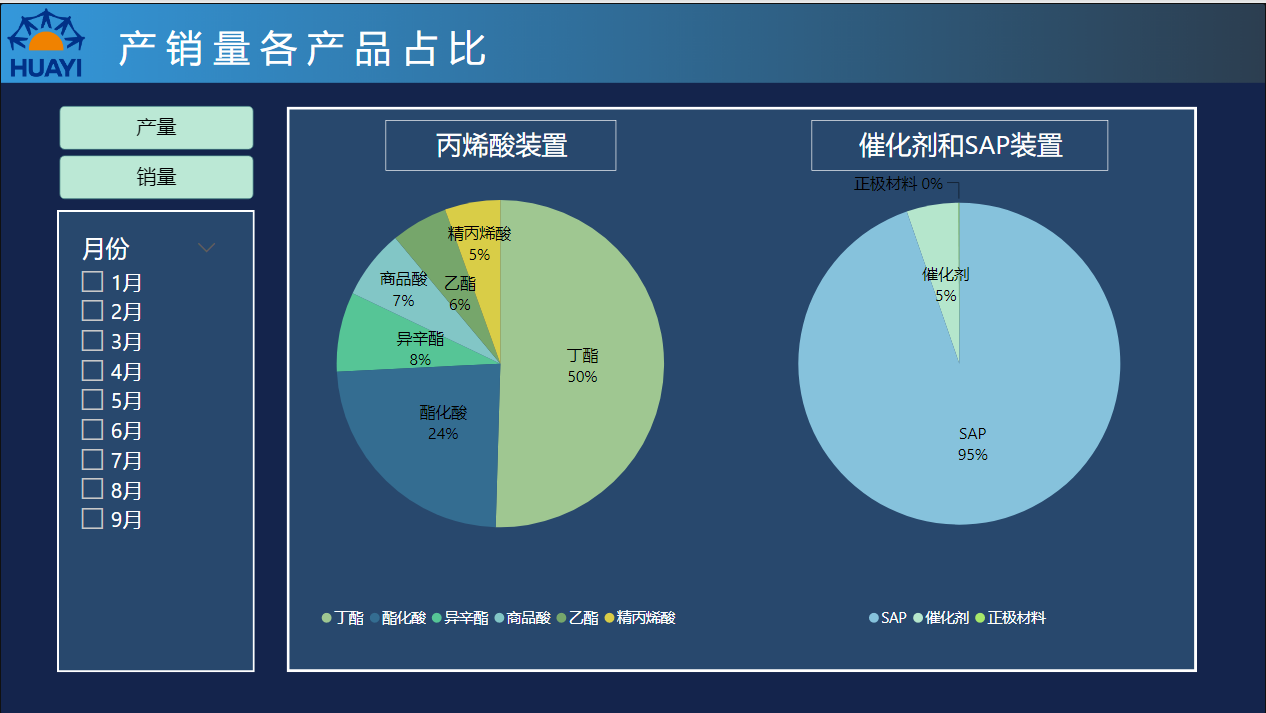 HUAYI
产销量各产品占比
产量
销量
月份
1月
2月
3月
4月
5月
6月
7月
8月
9月
丙烯酸装置
精丙烯酸
5%
商品酸
7%
乙酯
6%
异辛酯
8%
丁酯
50%
酯化酸
24%
丁酯 酯化酸 异辛酯 商品酸 乙酯 精丙烯酸
催化剂和SAP装置
正极材料 0%
催化剂
5%
SAP
95%
SAP 催化剂 正极材料